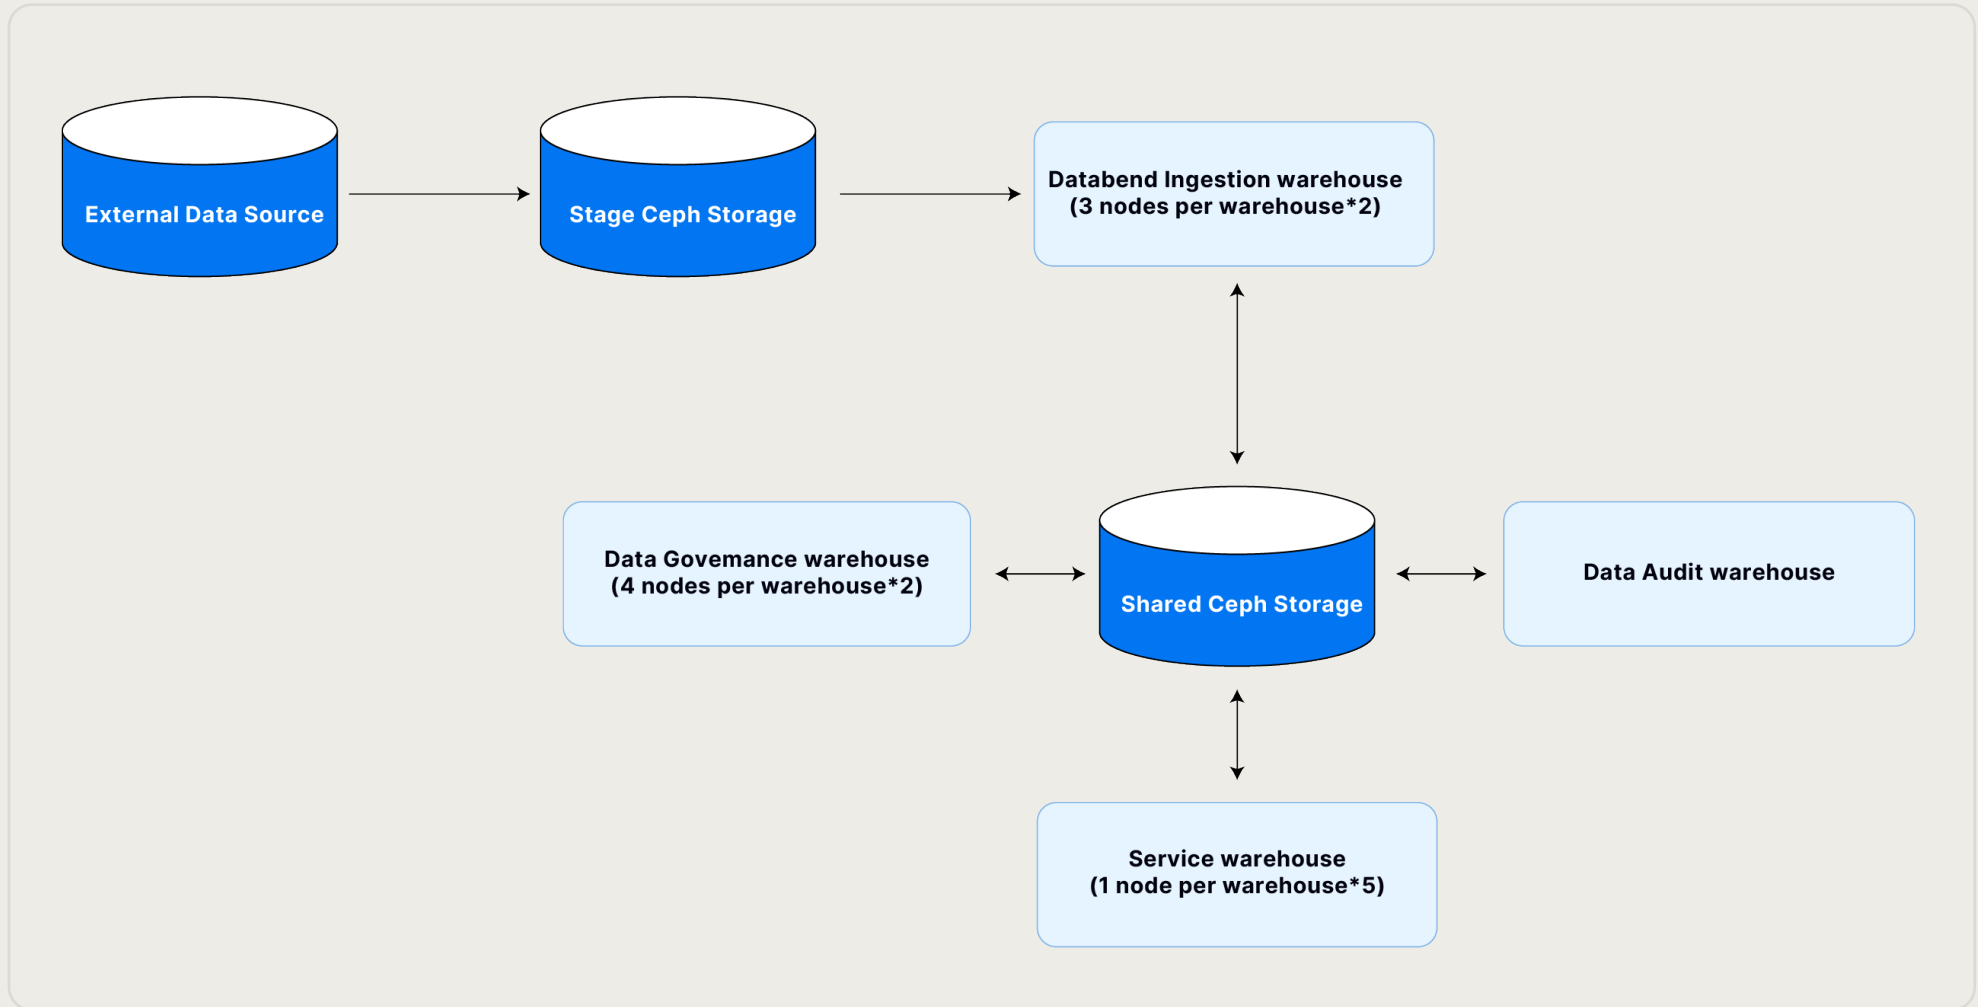 External Data Source
Stage Ceph Storage
Databend Ingestion warehouse
(3 nodes per warehouse*2)
Data Govemance warehouse
(4 nodes per warehouse*2)
Shared Ceph Storage
Data Audit warehouse
Service warehouse
(1 node per warehouse*5)